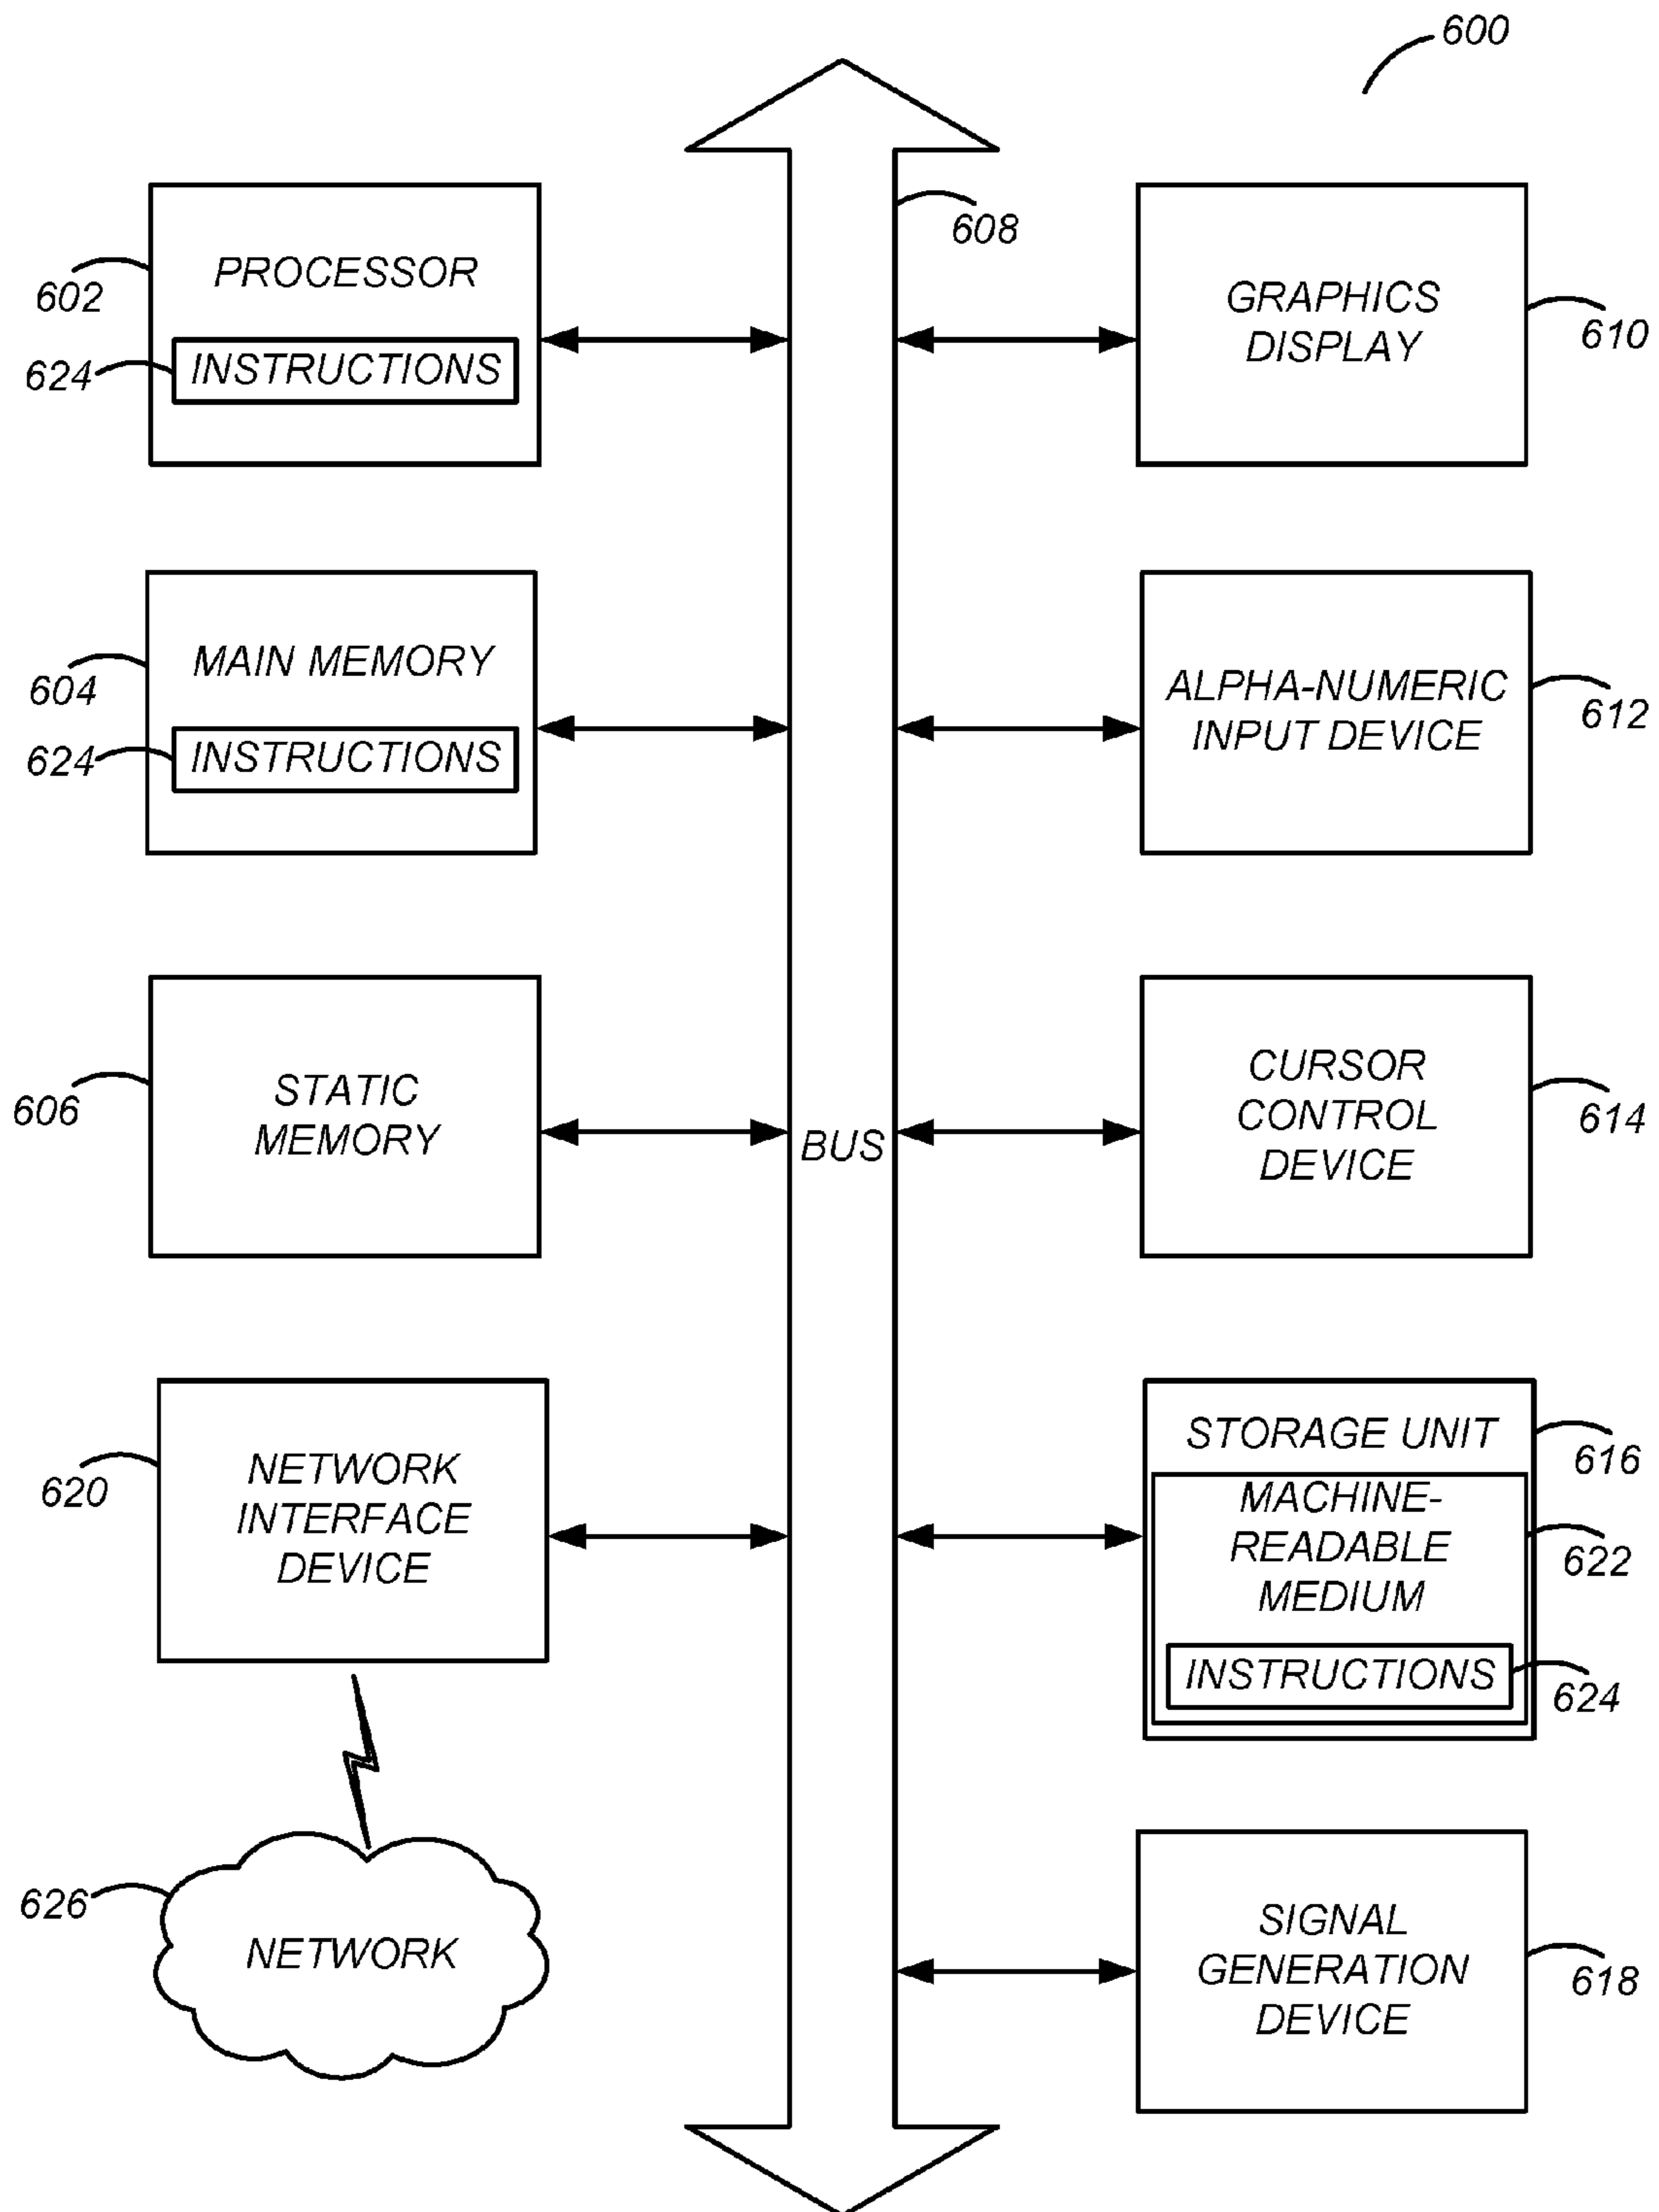 600
608
PROCESSOR
602
624
INSTRUCTIONS
GRAPHICS
DISPLAY
610
MAIN MEMORY
604
624
INSTRUCTIONS
ALPHA-NUMERIC
INPUT DEVICE
612
STATIC
MEMORY
606
BUS
CURSOR
CONTROL
DEVICE
614
NETWORK
INTERFACE
DEVICE
620
STORAGE UNIT
616
MACHINE-
READABLE
MEDIUM
622
INSTRUCTIONS
624
626
NETWORK
SIGNAL
GENERATION
DEVICE
618